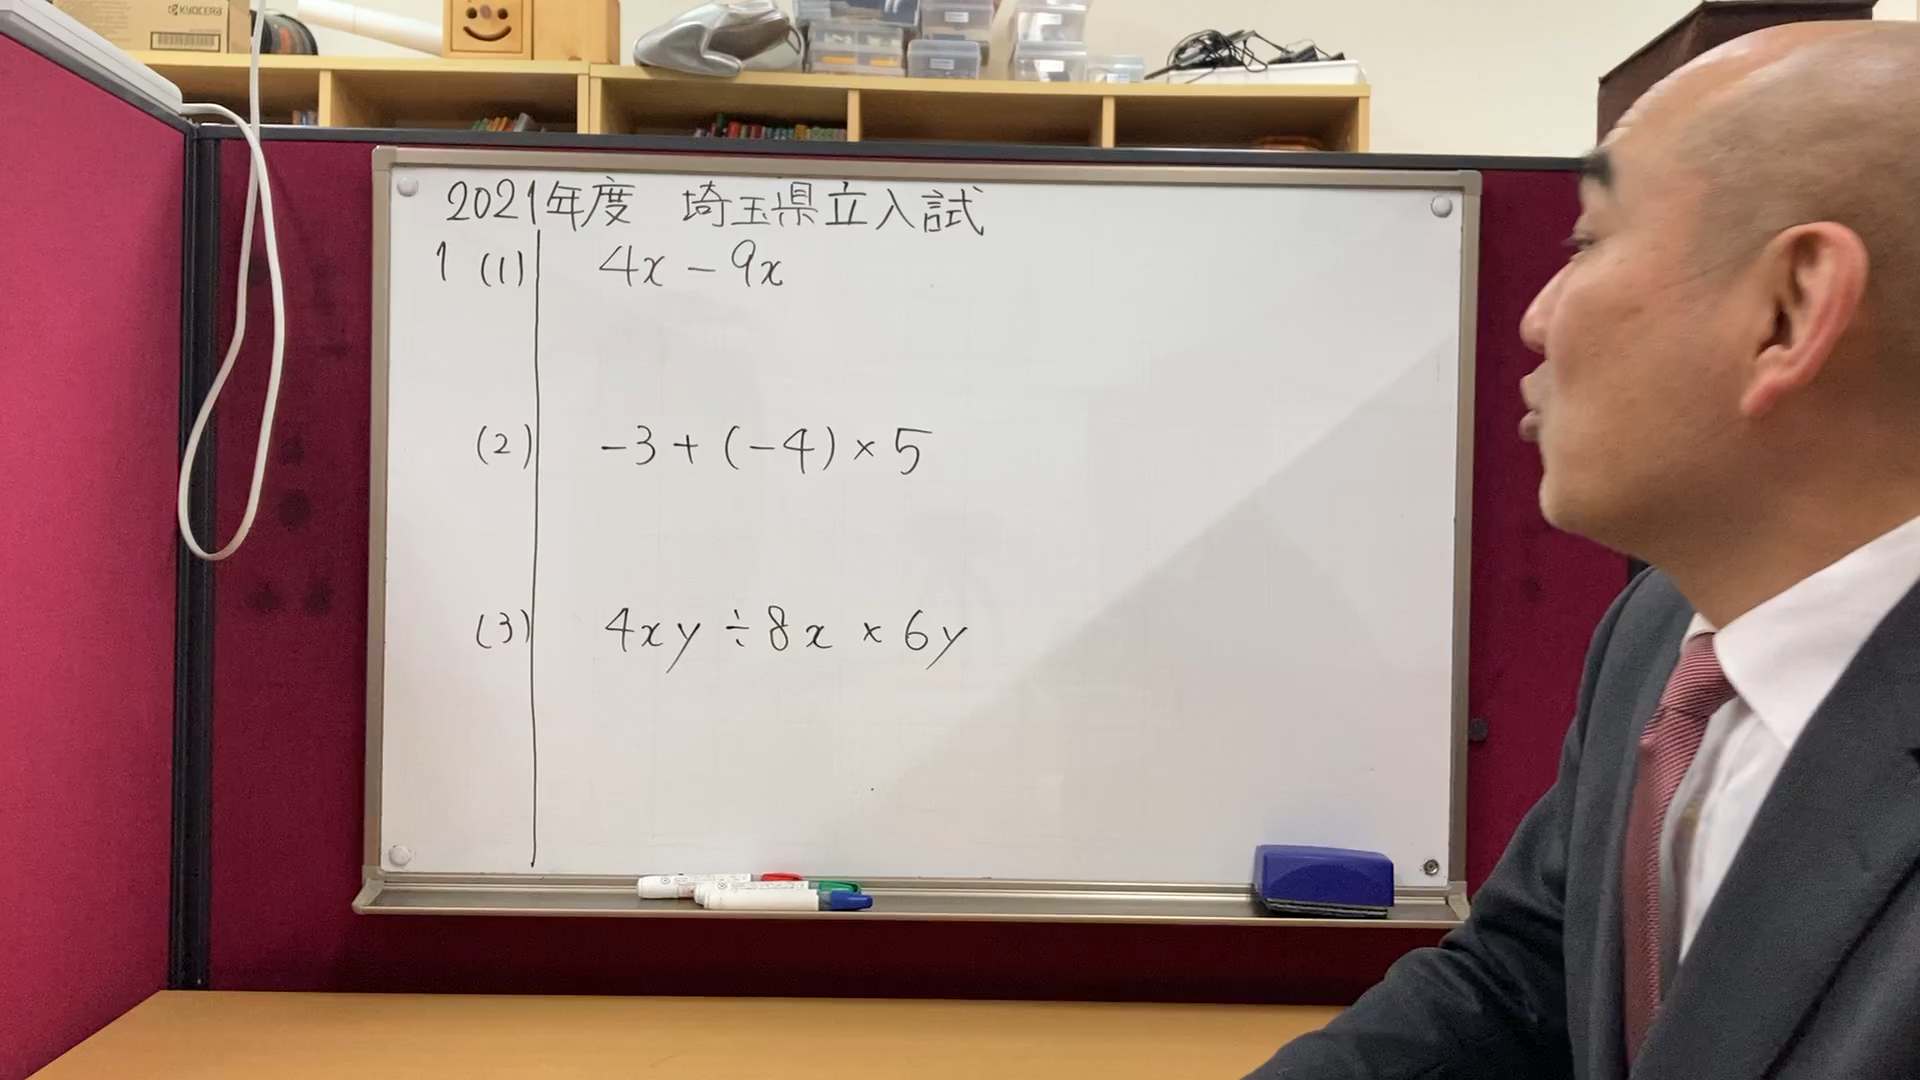 KYOCERA
2021年度 埼玉県立入試
1 (1) 4x - 9x
(2) -3 + (-4) × 5
(3) 4xy ÷ 8x × 6y